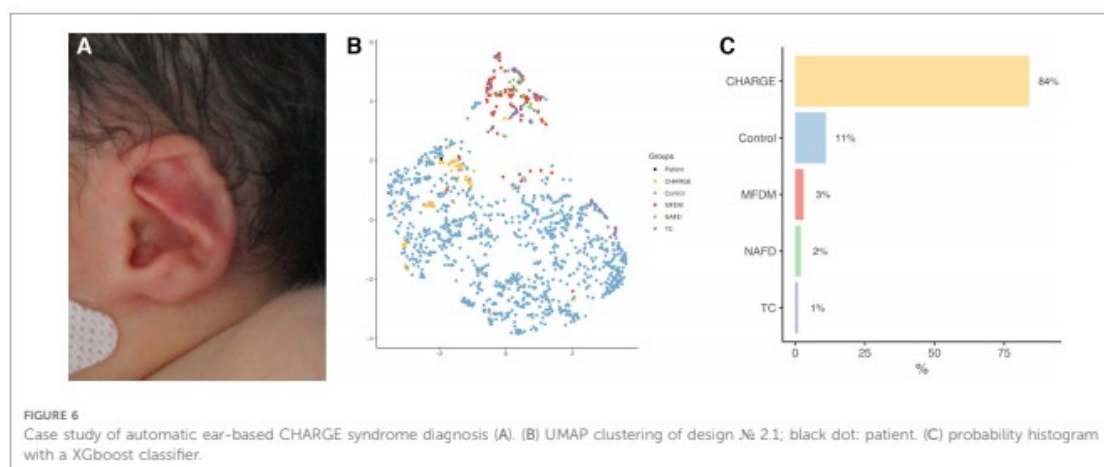 A
B
Groups
Patient
CHARGE
Control
MFDM
NAFD
TC
C
CHARGE
84%
Control
11%
MFDM
3%
NAFD
2%
TC
1%
0 25 50 75
%
FIGURE 6
Case study of automatic ear-based CHARGE syndrome diagnosis (A). (B) UMAP clustering of design № 2.1; black dot: patient. (C) probability histogram
with a XGboost classifier.